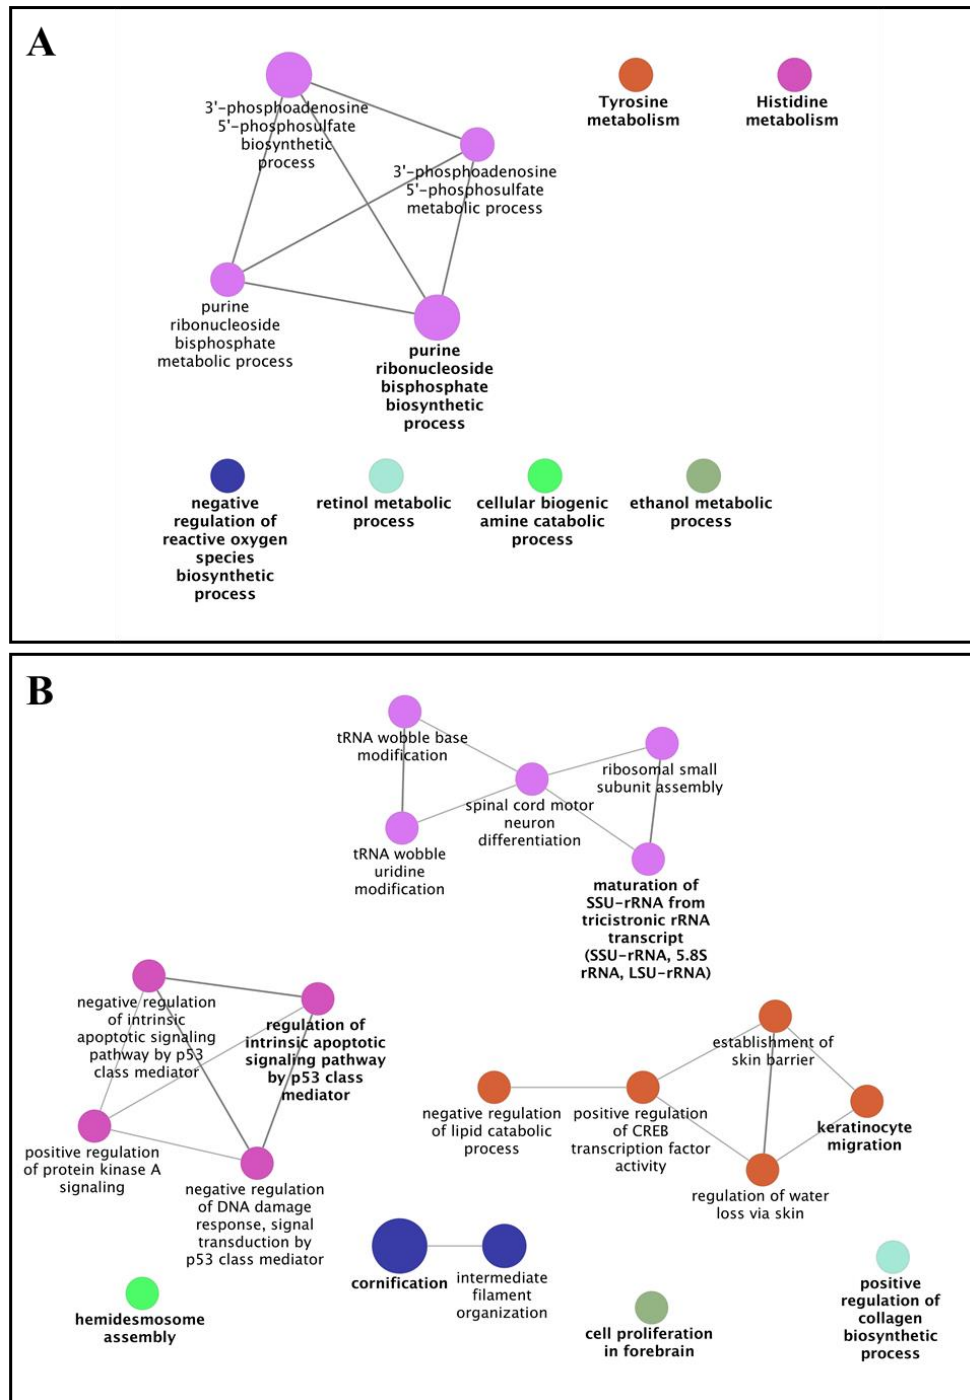 A
3'-phosphoadenosine
5'-phosphosulfate
biosynthetic
process
3'-phosphoadenosine
5'-phosphosulfate
metabolic process
Tyrosine
metabolism
Histidine
metabolism
purine
ribonucleoside
bisphosphate
metabolic process
purine
ribonucleoside
bisphosphate
biosynthetic
process
negative
regulation of
reactive oxygen
species
biosynthetic
process
retinol metabolic
process
cellular biogenic
amine catabolic
process
ethanol metabolic
process
B
tRNA wobble base
modification
ribosomal small
subunit assembly
spinal cord motor
neuron
differentiation
tRNA wobble
uridine
modification
maturation of
SSU-rRNA from
tricistronic rRNA
transcript
(SSU-rRNA, 5.8S
rRNA, LSU-rRNA)
negative regulation
of intrinsic
apoptotic signaling
pathway by p53
class mediator
regulation of
intrinsic apoptotic
signaling pathway
by p53 class
mediator
establishment of
skin barrier
negative regulation
of lipid catabolic
process
positive regulation
of CREB
transcription factor
activity
keratinocyte
migration
positive regulation
of protein kinase A
signaling
negative regulation
of DNA damage
response, signal
transduction by
p53 class mediator
regulation of water
loss via skin
cornification
intermediate
filament
organization
hemidesmosome
assembly
cell proliferation
in forebrain
positive
regulation of
collagen
biosynthetic
process